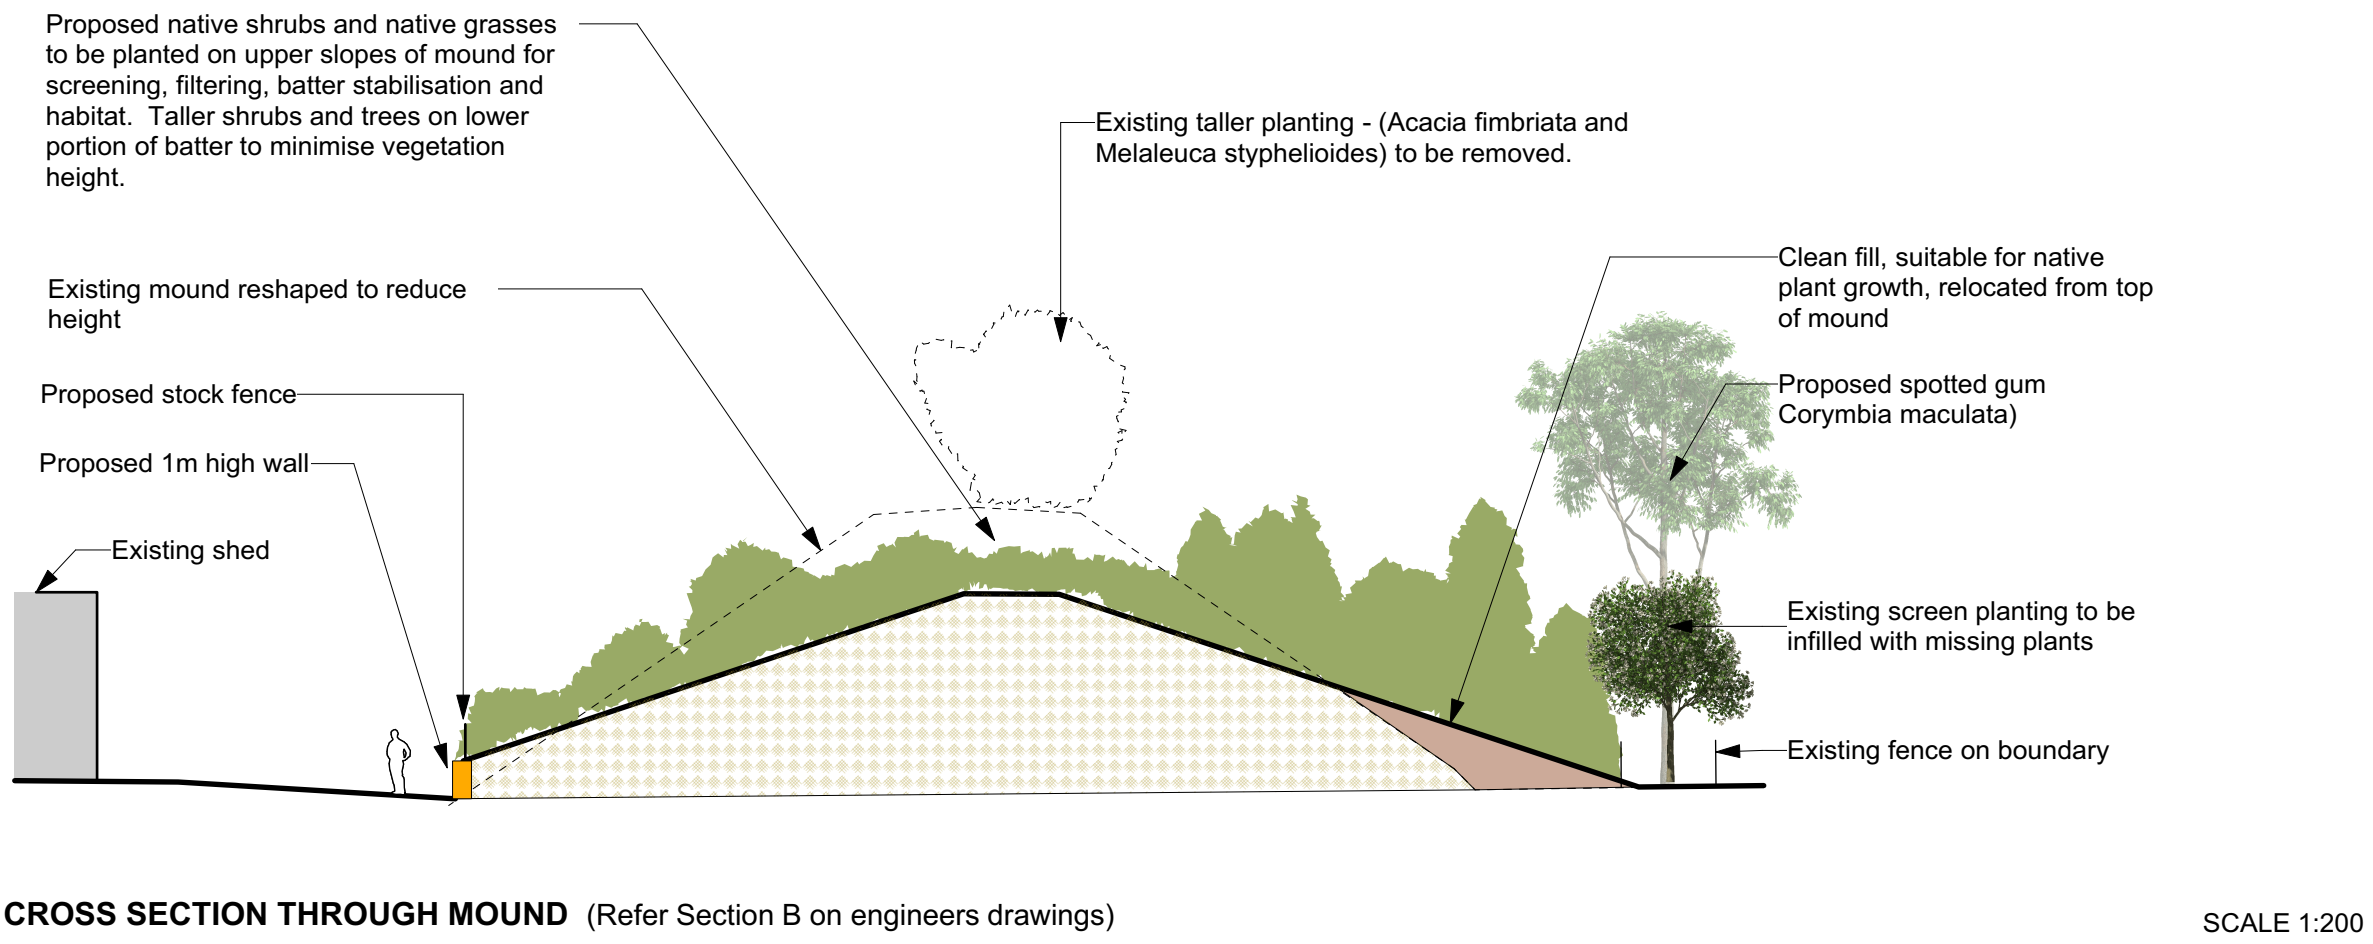 Proposed native shrubs and native grasses
to be planted on upper slopes of mound for
screening, filtering, batter stabilisation and
habitat.  Taller shrubs and trees on lower
portion of batter to minimise vegetation
height.
Existing taller planting - (Acacia fimbriata and
Melaleuca styphelioides) to be removed.
Clean fill, suitable for native
plant growth, relocated from top
of mound
Existing mound reshaped to reduce
height
Proposed spotted gum
Corymbia maculata)
Proposed stock fence
Proposed 1m high wall
Existing shed
Existing screen planting to be
infilled with missing plants
Existing fence on boundary
CROSS SECTION THROUGH MOUND (Refer Section B on engineers drawings)
SCALE 1:200